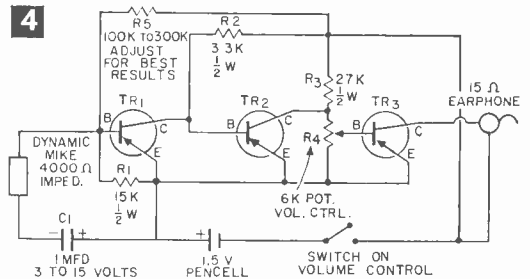 4
R5
100K TO 300K
ADJUST
FOR BEST
RESULTS
R2
3 3K
1/2 W
TR1
B
C
E
TR2
B
C
E
R3
27K
1/2 W
R4
TR3
B
C
E
15 Ω
EARPHONE
DYNAMIC
MIKE
4000 Ω
IMPED.
R1
15K
1/2 W
6K POT.
VOL. CTRL.
C1
- +
1 MFD
3 TO 15 VOLTS
+ -
1.5 V
PENCELL
SWITCH ON
VOLUME CONTROL